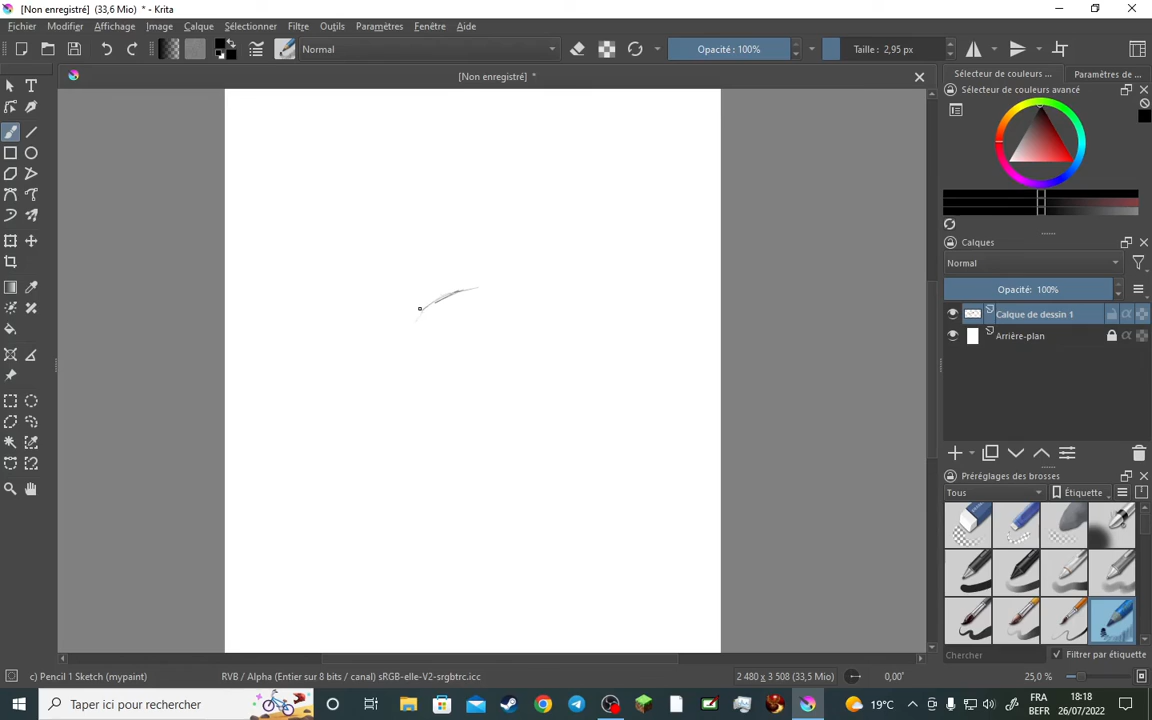 [Non enregistré] (33,6 Mio) * - Krita
Fichier Modifier Affichage Image Calque Sélectionner Filtre Outils Paramètres Fenêtre Aide
Normal Opacité : 100% Taille : 2,95 px
[Non enregistré] *
Sélecteur de couleurs ... Paramètres de ...
Sélecteur de couleurs avancé
Calques
Normal
Opacité: 100%
Calque de dessin 1
Arrière-plan
Préréglages des brosses
Tous Étiquette
Chercher Filtrer par étiquette
c) Pencil 1 Sketch (mypaint) RVB / Alpha (Entier sur 8 bits / canal) sRGB-elle-V2-srgbtrc.icc 2 480 x 3 508 (33,5 Mio) 0,00° 25,0 %
Taper ici pour rechercher 19°C FRA 18:18
BEFR 26/07/2022